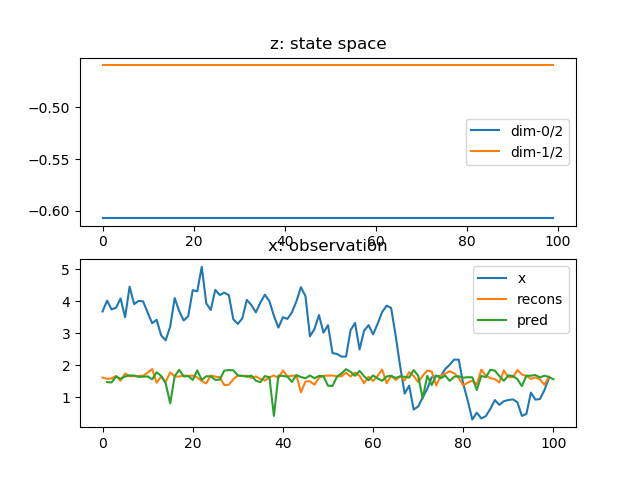 z: state space
−0.50
−0.55
−0.60
dim-0/2
dim-1/2
0 20 40 60 80 100
x: observation
5
4
3
2
1
x
recons
pred
0 20 40 60 80 100